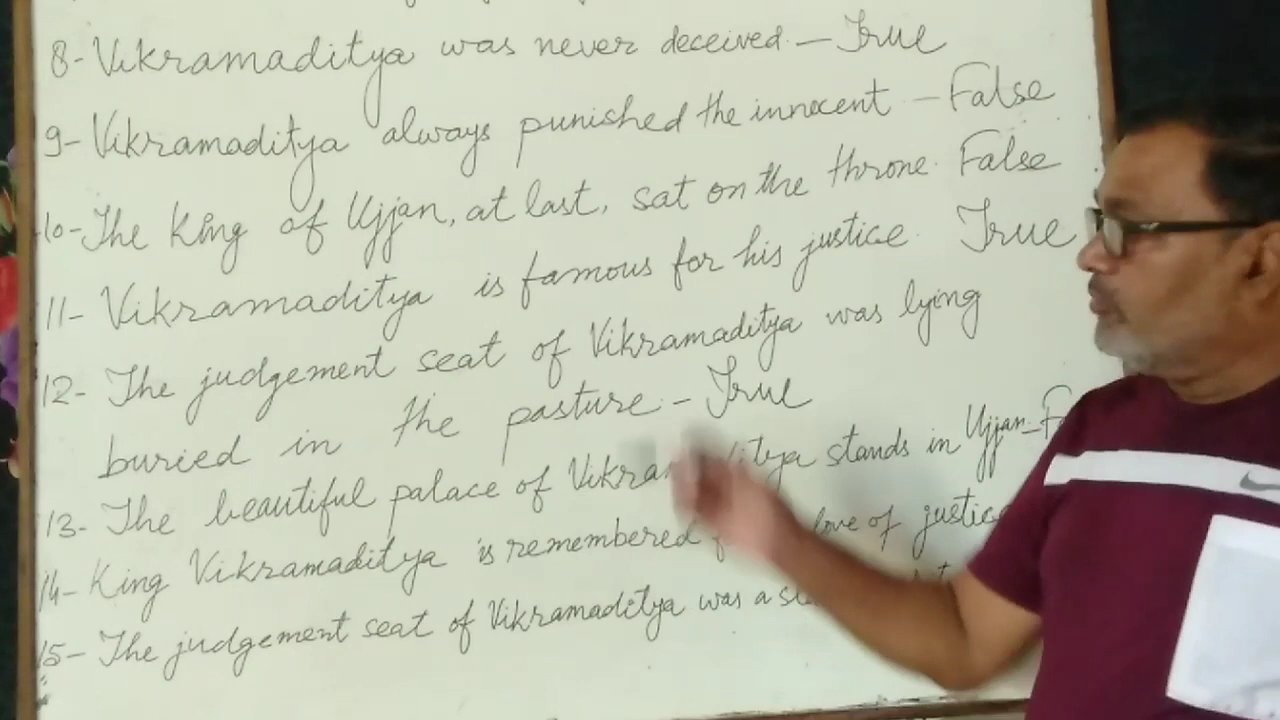 8- Vikramaditya was never deceived. - True
9- Vikramaditya always punished the innocent - False
10- The King of Ujjan, at last, sat on the throne. False
11- Vikramaditya is famous for his justice. True
12- The judgement seat of Vikramaditya was lying
buried in the pasture. - True
13- The beautiful palace of stands in Ujjan -
14- King Vikramaditya is remembered love of
15- The judgement seat of Vikramaditya was a